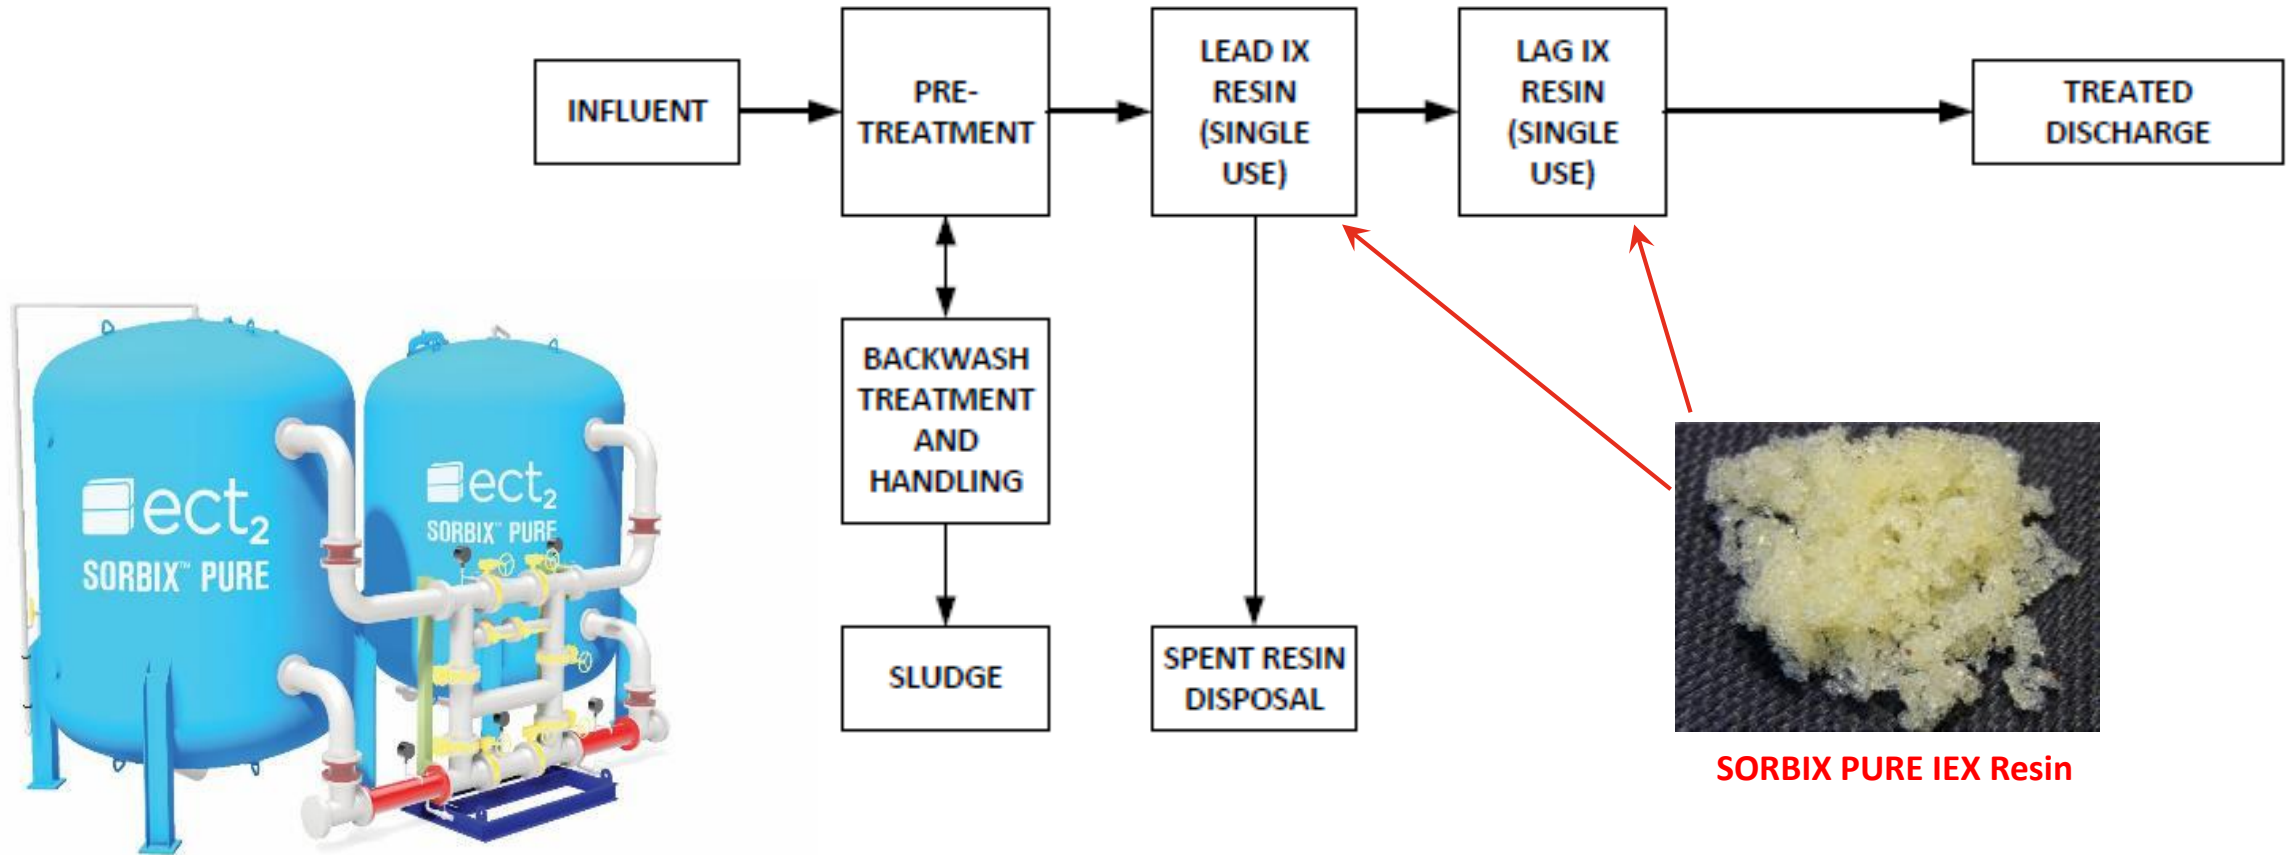 INFLUENT
PRE-
TREATMENT
LEAD IX
RESIN
(SINGLE
USE)
LAG IX
RESIN
(SINGLE
USE)
TREATED
DISCHARGE
BACKWASH
TREATMENT
AND
HANDLING
SLUDGE
SPENT RESIN
DISPOSAL
ect2
SORBIX™ PURE
ect2
SORBIX™ PURE
SORBIX PURE IEX Resin